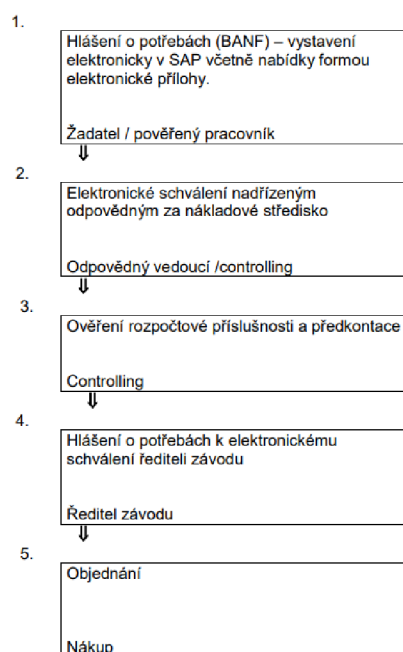 1.
Hlášení o potřebách (BANF) – vystavení
elektronicky v SAP včetně nabídky formou
elektronické přílohy.
Žadatel / pověřený pracovník
⇓
2.
Elektronické schválení nadřízeným
odpovědným za nákladové středisko
Odpovědný vedoucí /controlling
⇓
3.
Ověření rozpočtové příslušnosti a předkontace
Controlling
⇓
4.
Hlášení o potřebách k elektronickému
schválení řediteli závodu
Ředitel závodu
⇓
5.
Objednání
Nákup